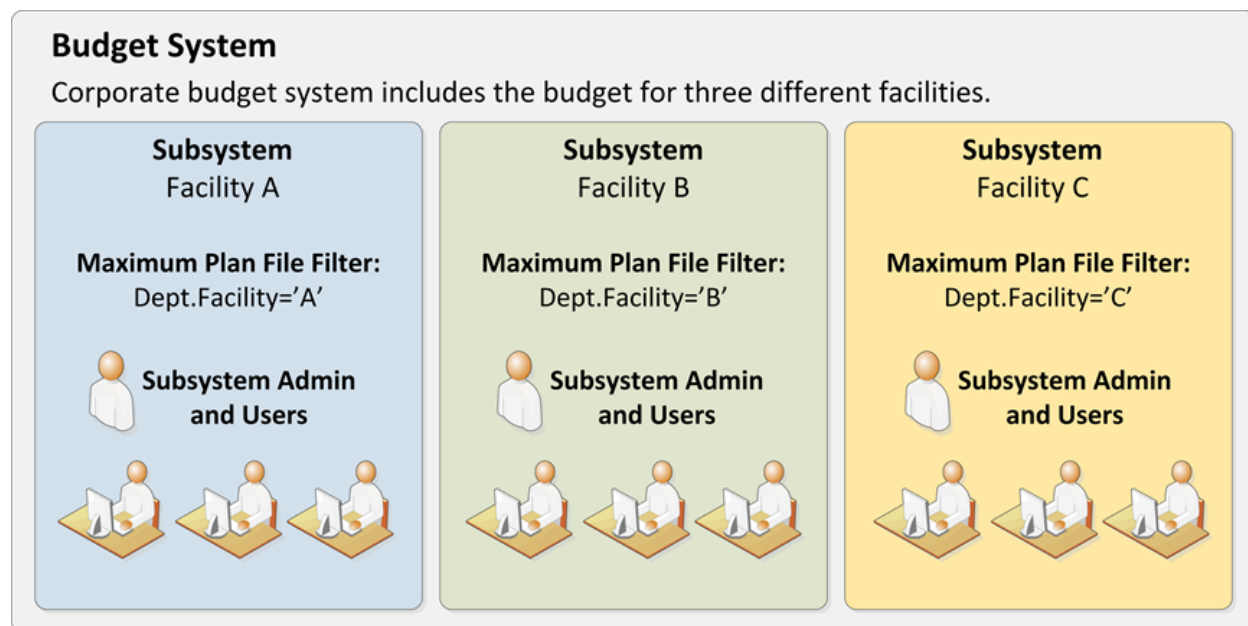 Budget System
Corporate budget system includes the budget for three different facilities.
Subsystem
Facility A
Maximum Plan File Filter:
Dept.Facility=’A’
Subsystem Admin
and Users
Subsystem
Facility B
Maximum Plan File Filter:
Dept.Facility=’B’
Subsystem Admin
and Users
Subsystem
Facility C
Maximum Plan File Filter:
Dept.Facility=’C’
Subsystem Admin
and Users